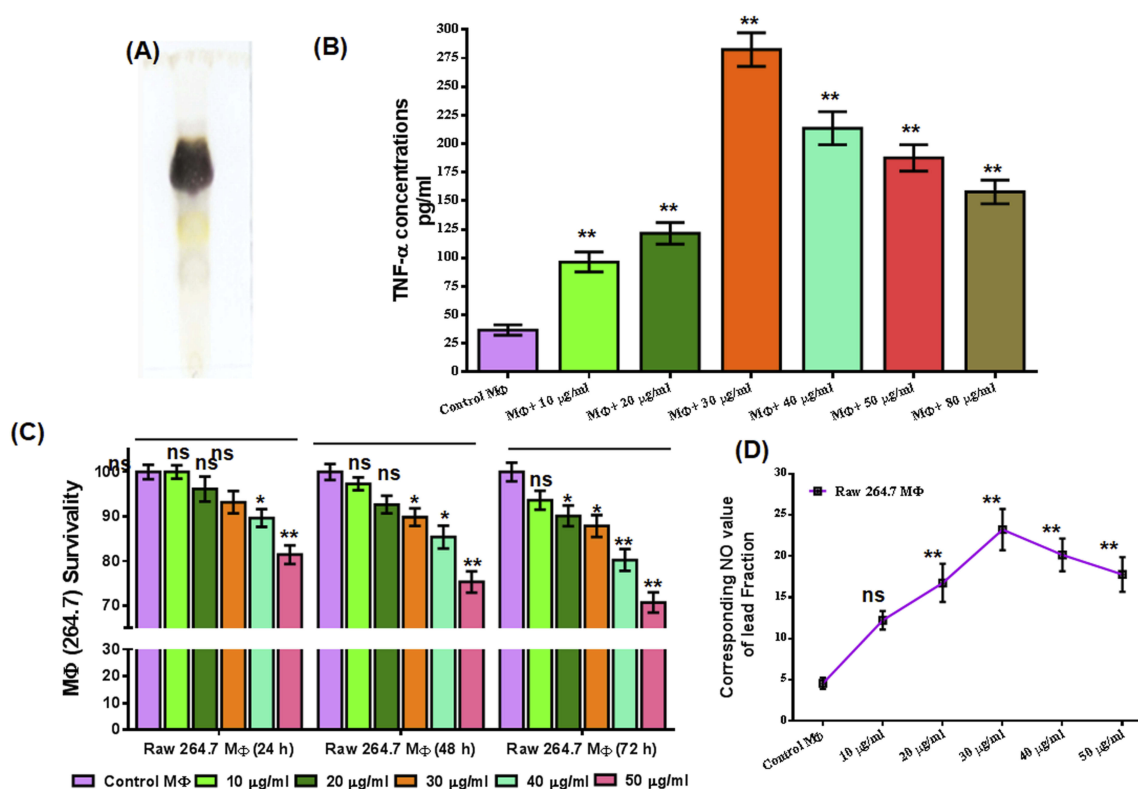 (A)
(B)
TNF-α concentrations
pg/ml
300
275
250
225
200
175
150
125
100
75
50
25
0
**
**
**
**
**
**
Control MΦ
MΦ+ 10 µg/ml
MΦ+ 20 µg/ml
MΦ+ 30 µg/ml
MΦ+ 40 µg/ml
MΦ+ 50 µg/ml
MΦ+ 80 µg/ml
(C)
MΦ (264.7) Survivality
100
90
80
70
30
20
10
0
ns ns ns ns * **
ns ns * * **
ns * * ** **
Raw 264.7 MΦ (24 h) Raw 264.7 MΦ (48 h) Raw 264.7 MΦ (72 h)
Control MΦ 10 µg/ml 20 µg/ml 30 µg/ml 40 µg/ml 50 µg/ml
(D)
Corresponding NO value
of lead Fraction
30
25
20
15
10
5
0
Raw 264.7 MΦ
ns
**
**
**
**
Control MΦ
10 µg/ml
20 µg/ml
30 µg/ml
40 µg/ml
50 µg/ml